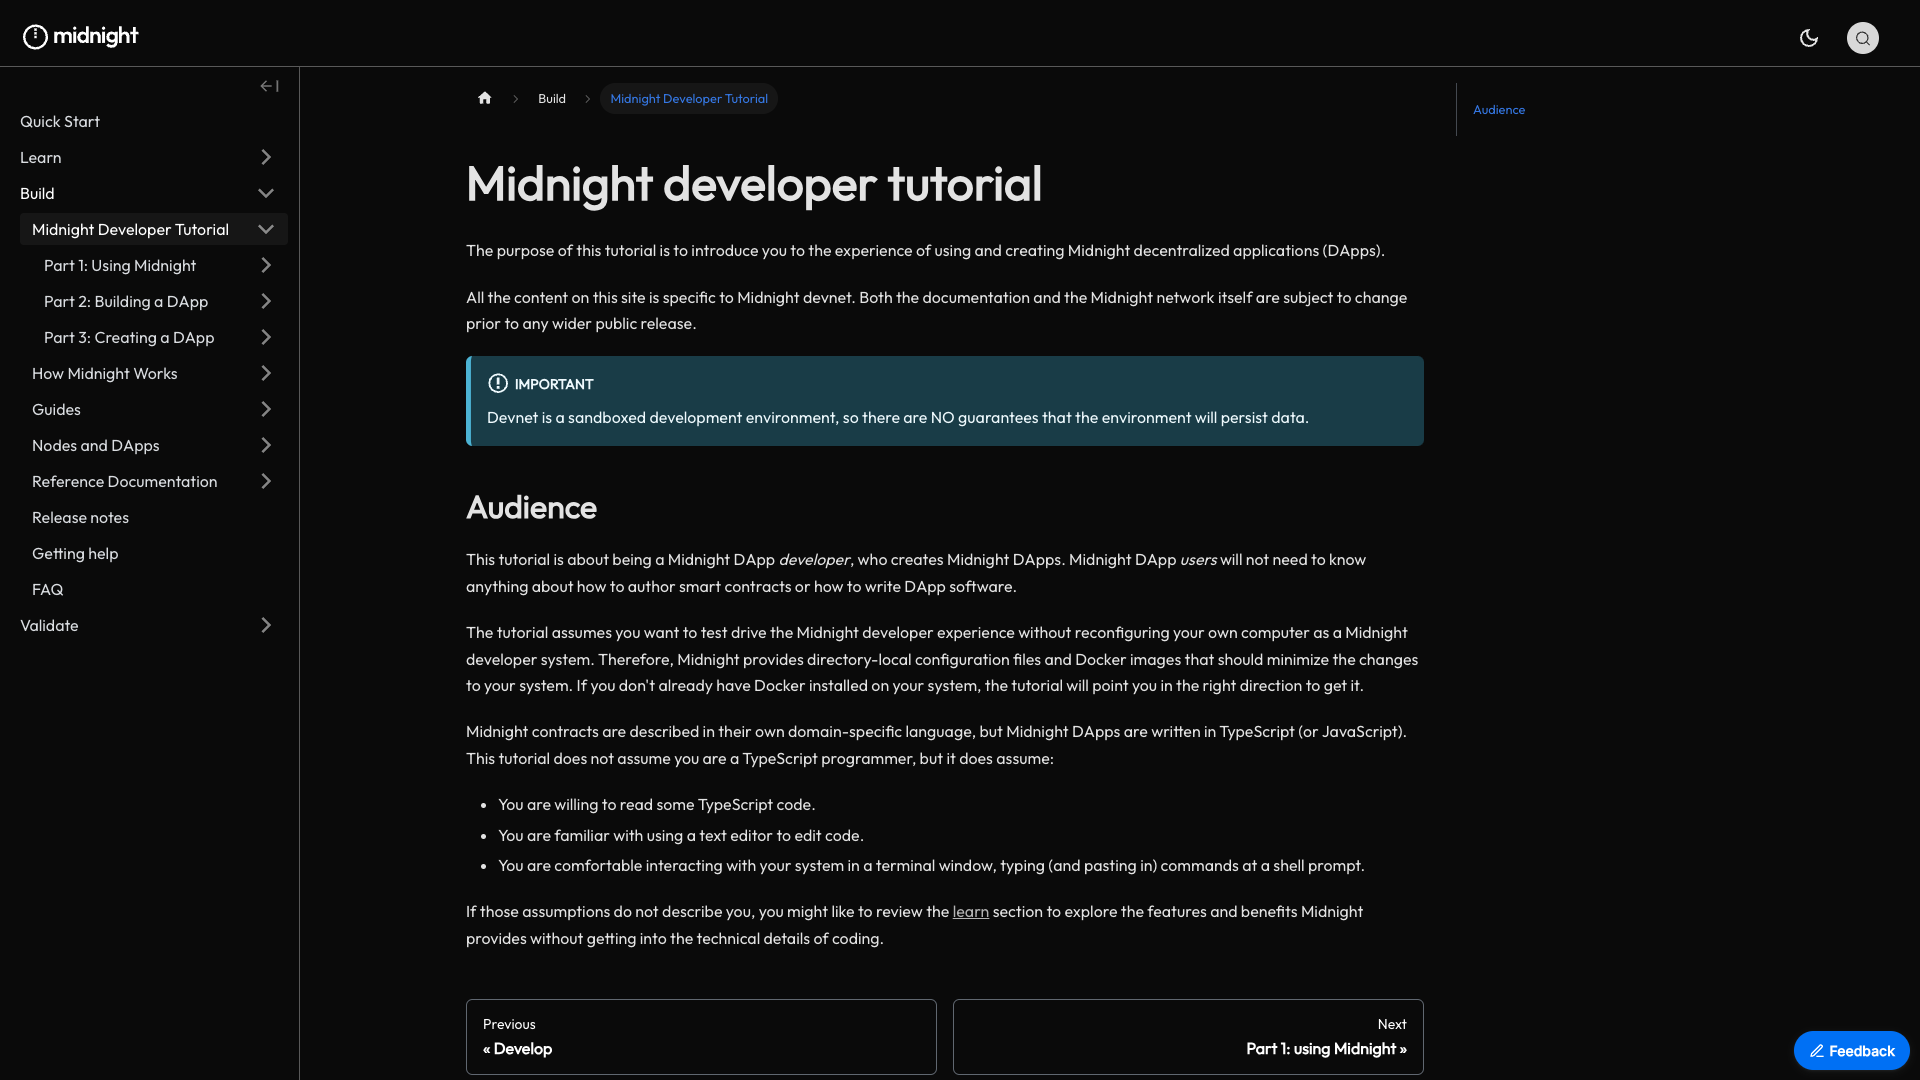 midnight
Quick Start
Learn
Build
Midnight Developer Tutorial
Part 1: Using Midnight
Part 2: Building a DApp
Part 3: Creating a DApp
How Midnight Works
Guides
Nodes and DApps
Reference Documentation
Release notes
Getting help
FAQ
Validate
Build
Midnight Developer Tutorial
Midnight developer tutorial
The purpose of this tutorial is to introduce you to the experience of using and creating Midnight decentralized applications (DApps).
All the content on this site is specific to Midnight devnet. Both the documentation and the Midnight network itself are subject to change
prior to any wider public release.
IMPORTANT
Devnet is a sandboxed development environment, so there are NO guarantees that the environment will persist data.
Audience
This tutorial is about being a Midnight DApp developer, who creates Midnight DApps. Midnight DApp users will not need to know
anything about how to author smart contracts or how to write DApp software.
The tutorial assumes you want to test drive the Midnight developer experience without reconfiguring your own computer as a Midnight
developer system. Therefore, Midnight provides directory-local configuration files and Docker images that should minimize the changes
to your system. If you don't already have Docker installed on your system, the tutorial will point you in the right direction to get it.
Midnight contracts are described in their own domain-specific language, but Midnight DApps are written in TypeScript (or JavaScript).
This tutorial does not assume you are a TypeScript programmer, but it does assume:
• You are willing to read some TypeScript code.
• You are familiar with using a text editor to edit code.
• You are comfortable interacting with your system in a terminal window, typing (and pasting in) commands at a shell prompt.
If those assumptions do not describe you, you might like to review the learn section to explore the features and benefits Midnight
provides without getting into the technical details of coding.
Previous
« Develop
Next
Part 1: using Midnight »
Audience
Feedback